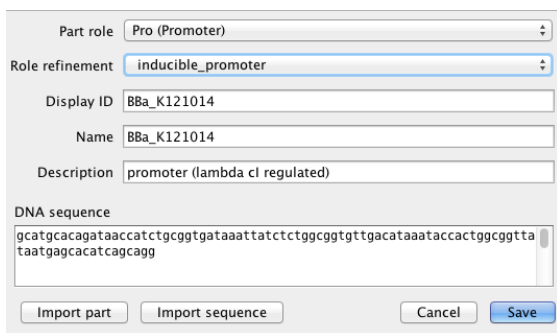 Part role Pro (Promoter)
Role refinement inducible_promoter
Display ID BBa_K121014
Name BBa_K121014
Description promoter (lambda cI regulated)
DNA sequence
gcatgcacagataaccatctgcggtgataaattatctctggcggtgttgacataaataccactggcggtta
taatgagcacatcagcagg
Import part Import sequence Cancel Save